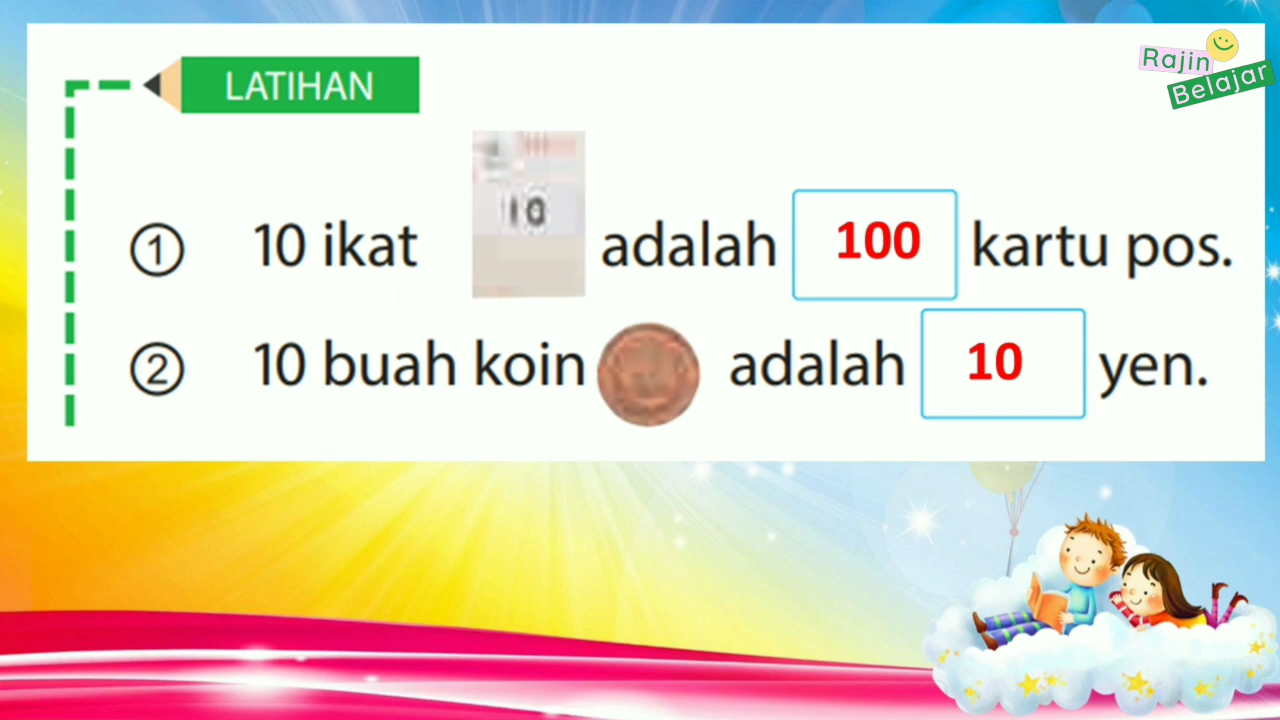 LATIHAN
Rajin
Belajar
① 10 ikat 10 adalah 100 kartu pos.
② 10 buah koin adalah 10 yen.